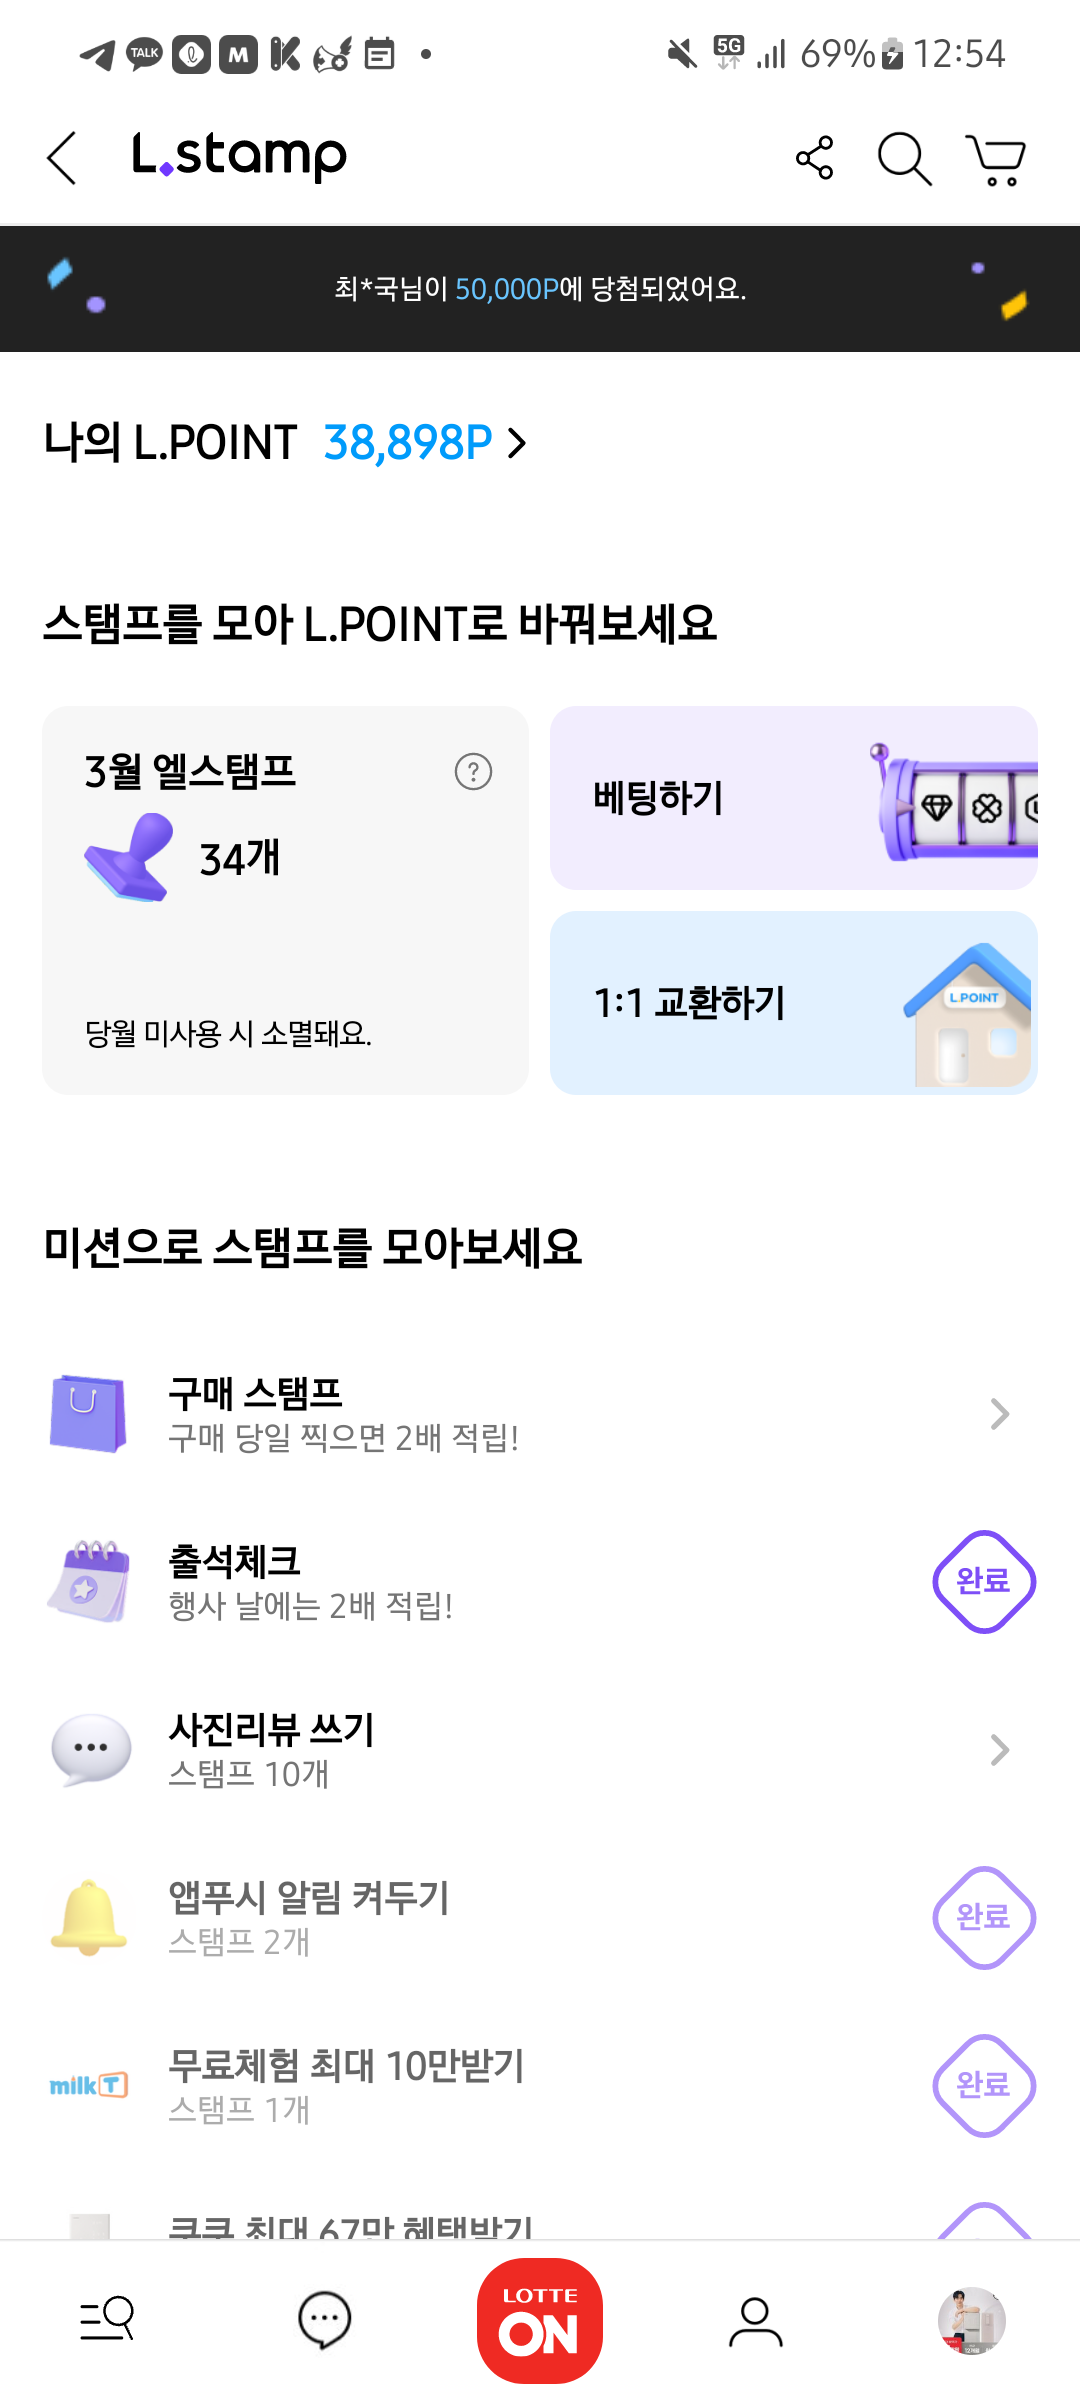 TALK
M
5G
69%
12:54
L.stamp
최*국님이 50,000P에 당첨되었어요.
나의 L.POINT 38,898P
스탬프를 모아 L.POINT로 바꿔보세요
3월 엘스탬프
?
34개
당월 미사용 시 소멸돼요.
베팅하기
1:1 교환하기
L.POINT
미션으로 스탬프를 모아보세요
구매 스탬프
구매 당일 찍으면 2배 적립!
출석체크
행사 날에는 2배 적립!
완료
사진리뷰 쓰기
스탬프 10개
앱푸시 알림 켜두기
스탬프 2개
완료
milk T
무료체험 최대 10만받기
스탬프 1개
완료
쿠쿠 최대 67만 혜택받기
LOTTE
ON